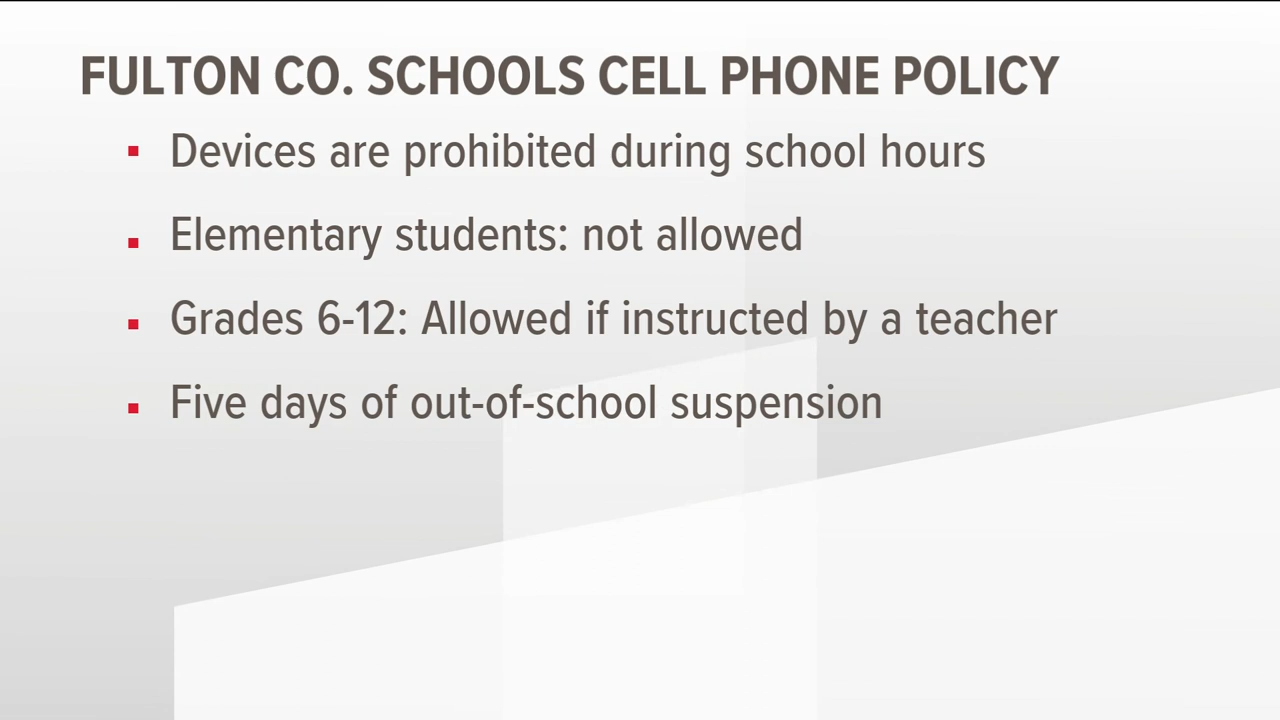 FULTON CO. SCHOOLS CELL PHONE POLICY
Devices are prohibited during school hours
Elementary students: not allowed
Grades 6-12: Allowed if instructed by a teacher
Five days of out-of-school suspension